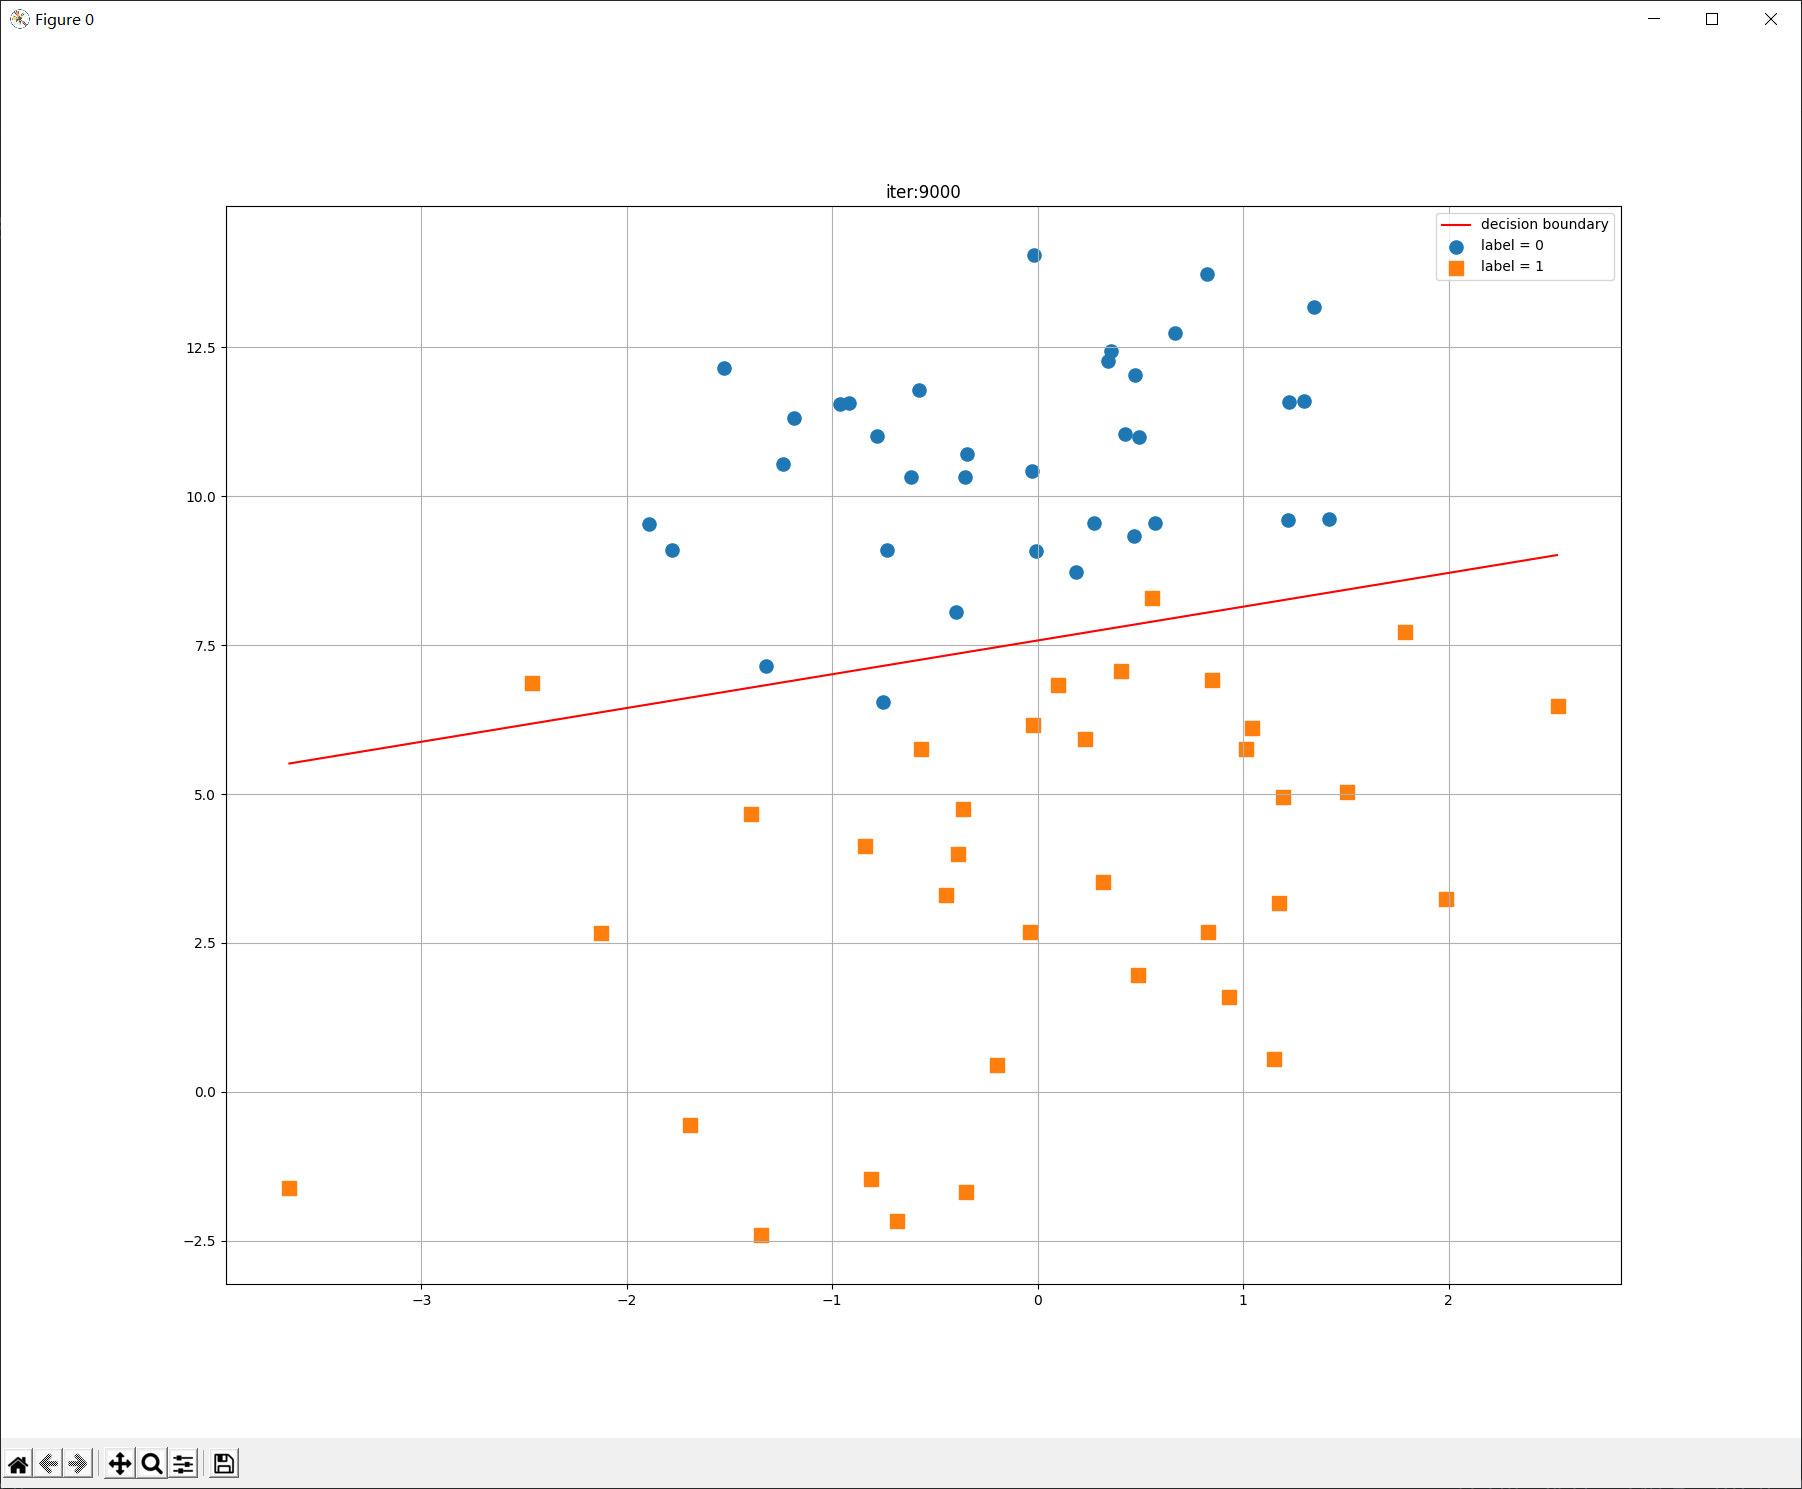 Figure 0
iter:9000
decision boundary
label = 0
label = 1
12.5
10.0
7.5
5.0
2.5
0.0
−2.5
−3
−2
−1
0
1
2